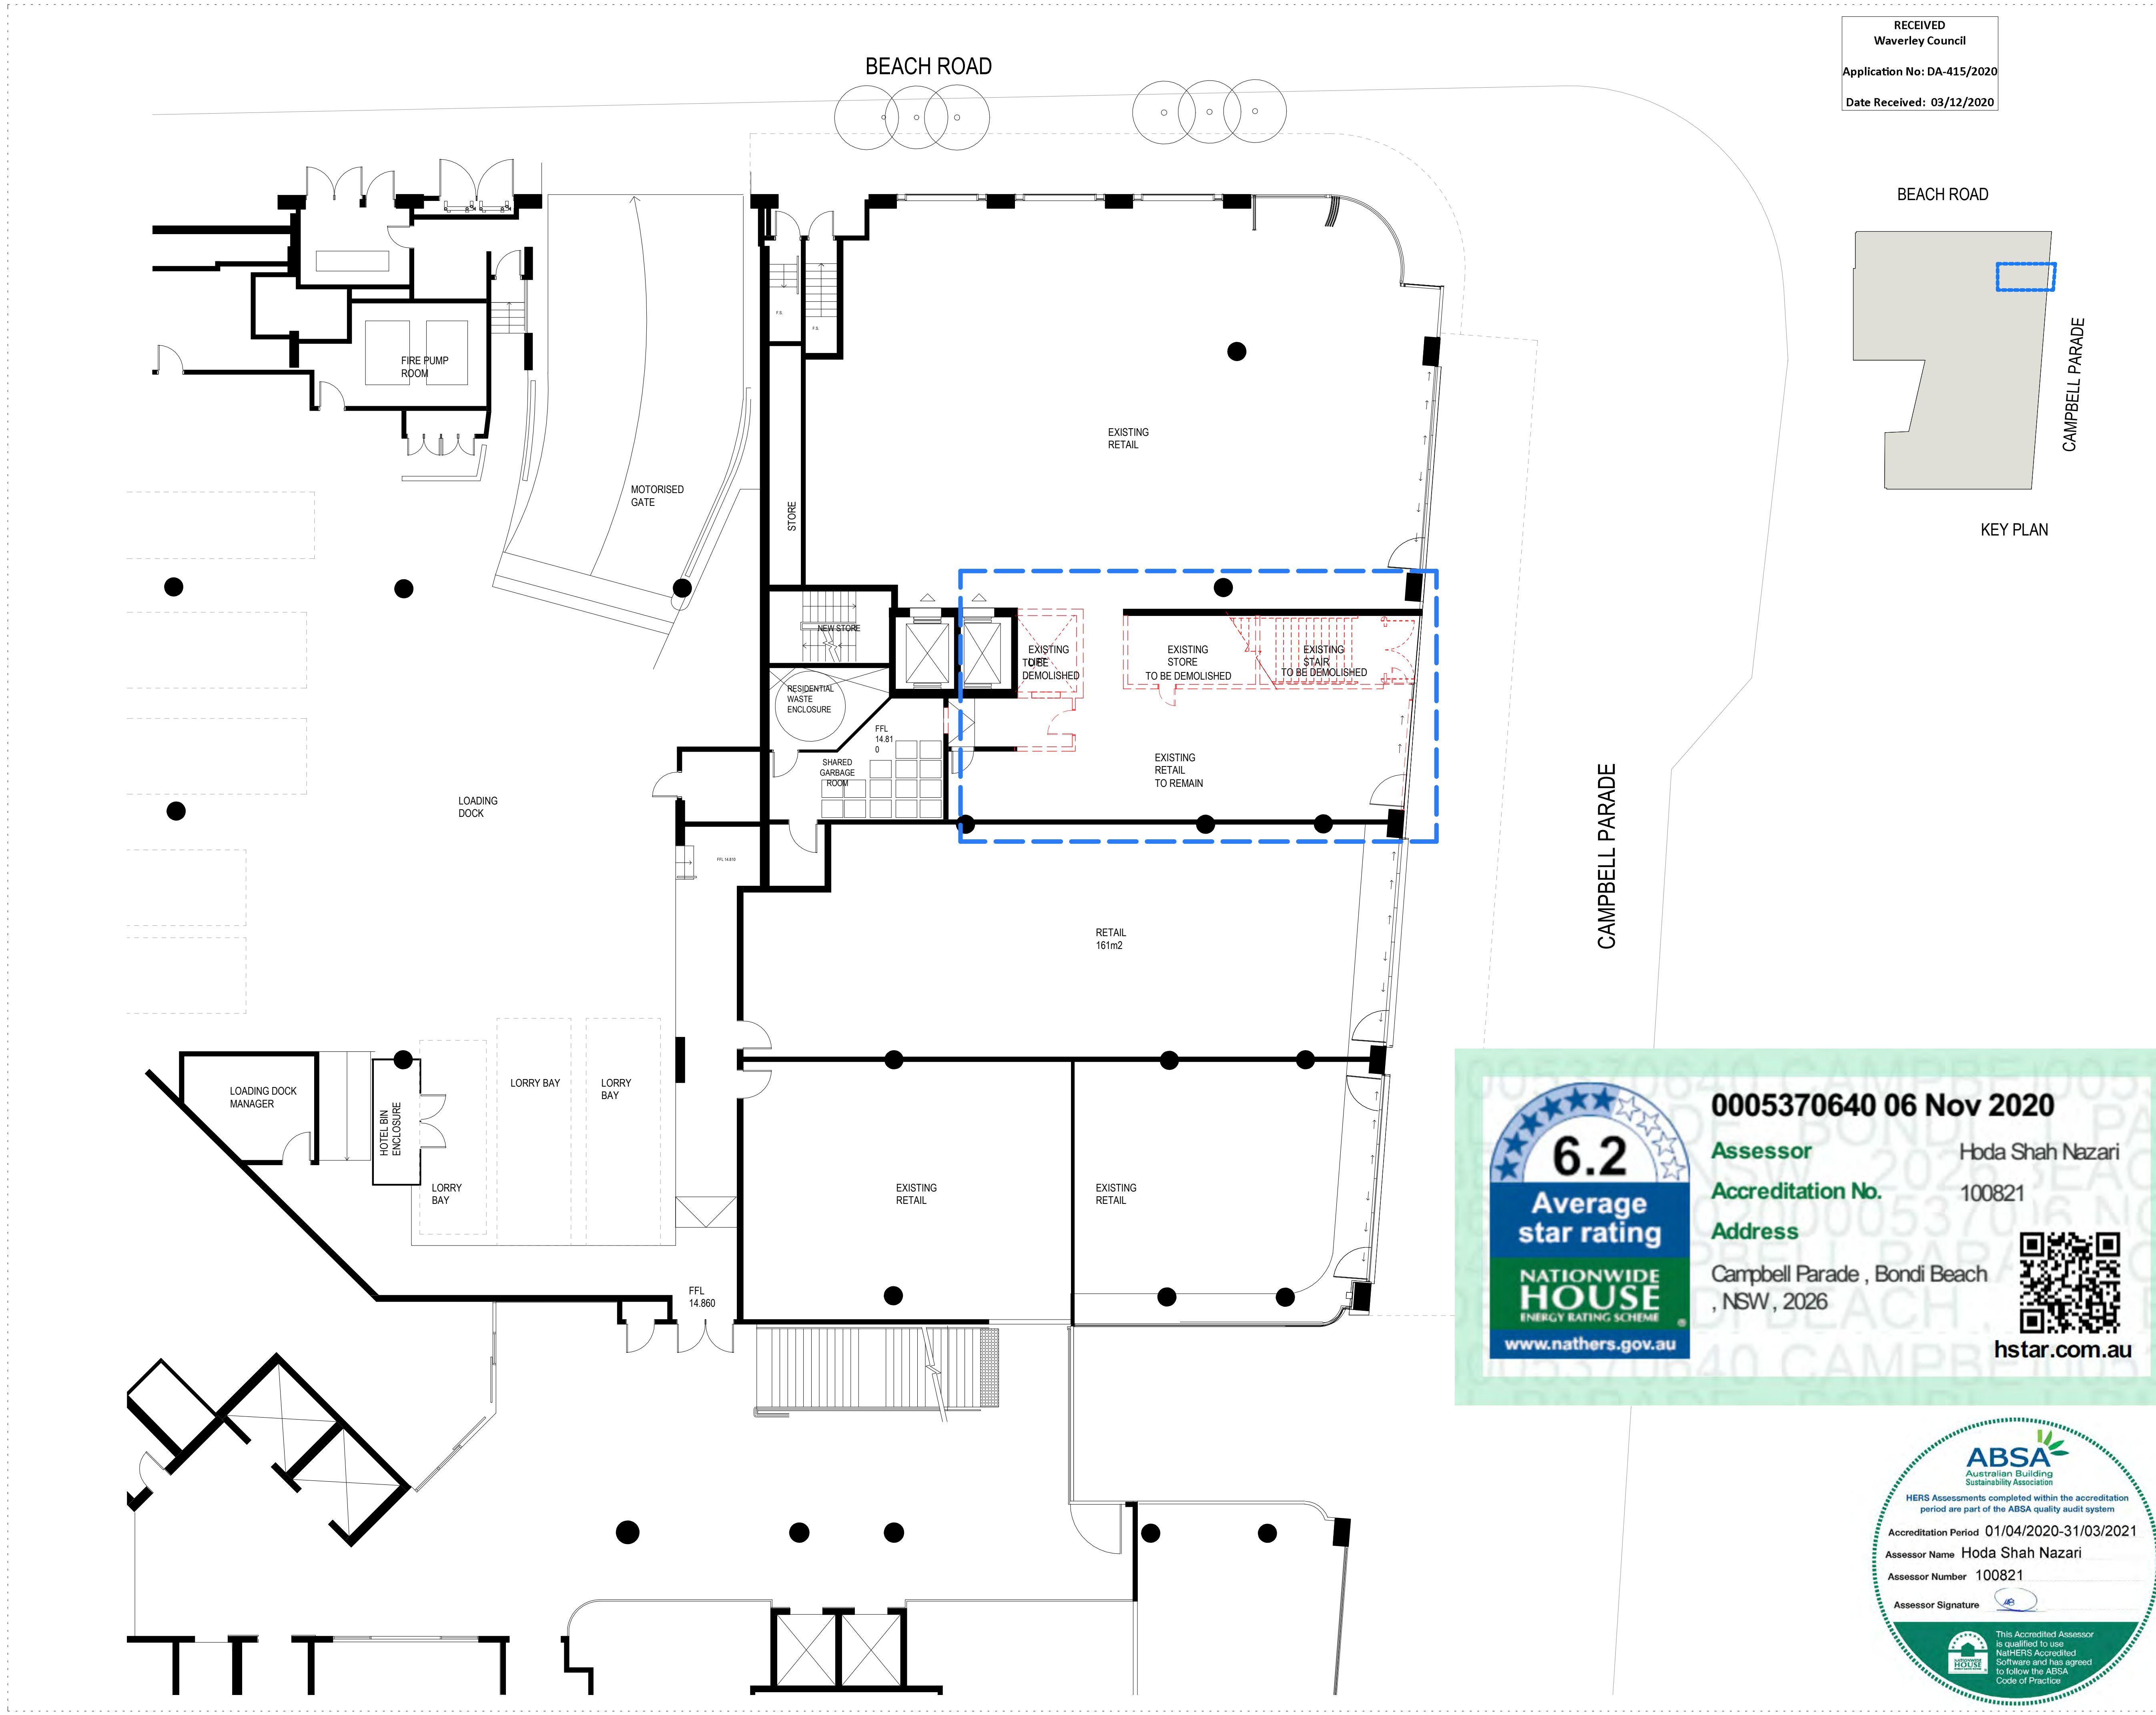 RECEIVED
Waverley Council
Application No: DA-415/2020
Date Received: 03/12/2020
BEACH ROAD
BEACH ROAD
CAMPBELL PARADE
KEY PLAN
FIRE PUMP
ROOM
F.S.
F.S.
EXISTING
RETAIL
MOTORISED
GATE
STORE
NEW STORE
EXISTING
LIFT
TO BE
DEMOLISHED
EXISTING
STORE
TO BE DEMOLISHED
EXISTING
STAIR
TO BE DEMOLISHED
RESIDENTIAL
WASTE
ENCLOSURE
FFL
14.81
0
SHARED
GARBAGE
ROOM
EXISTING
RETAIL
TO REMAIN
LOADING
DOCK
FFL 14.810
CAMPBELL PARADE
RETAIL
161m2
LOADING DOCK
MANAGER
HOTEL BIN
ENCLOSURE
LORRY BAY
LORRY
BAY
LORRY
BAY
EXISTING
RETAIL
EXISTING
RETAIL
FFL
14.860
6.2
Average
star rating
NATIONWIDE
HOUSE
ENERGY RATING SCHEME
www.nathers.gov.au
0005370640 06 Nov 2020
Assessor Hoda Shah Nazari
Accreditation No. 100821
Address
Campbell Parade , Bondi Beach
, NSW , 2026
hstar.com.au
ABSA
Australian Building
Sustainability Association
HERS Assessments completed within the accreditation
period are part of the ABSA quality audit system
Accreditation Period 01/04/2020-31/03/2021
Assessor Name Hoda Shah Nazari
Assessor Number 100821
Assessor Signature
NATIONWIDE
HOUSE
This Accredited Assessor
is qualified to use
NatHERS Accredited
Software and has agreed
to follow the ABSA
Code of Practice